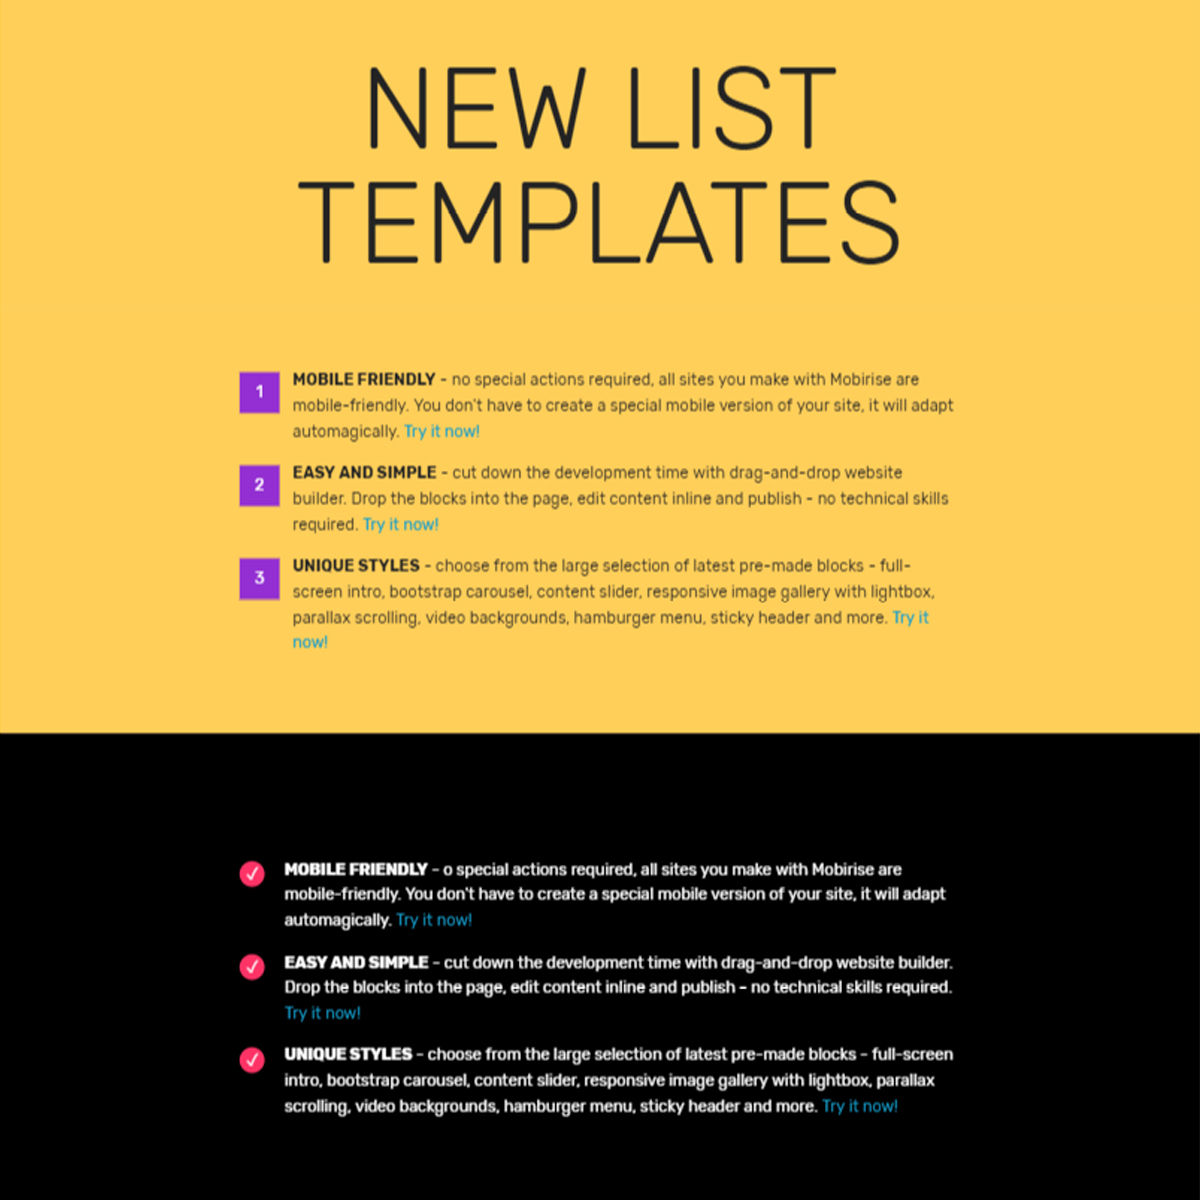 NEW LIST
TEMPLATES
1
MOBILE FRIENDLY - no special actions required, all sites you make with Mobirise are
mobile-friendly. You don't have to create a special mobile version of your site, it will adapt
automagically. Try it now!
2
EASY AND SIMPLE - cut down the development time with drag-and-drop website
builder. Drop the blocks into the page, edit content inline and publish - no technical skills
required. Try it now!
3
UNIQUE STYLES - choose from the large selection of latest pre-made blocks - full-
screen intro, bootstrap carousel, content slider, responsive image gallery with lightbox,
parallax scrolling, video backgrounds, hamburger menu, sticky header and more. Try it
now!
MOBILE FRIENDLY - o special actions required, all sites you make with Mobirise are
mobile-friendly. You don't have to create a special mobile version of your site, it will adapt
automagically. Try it now!
EASY AND SIMPLE - cut down the development time with drag-and-drop website builder.
Drop the blocks into the page, edit content inline and publish - no technical skills required.
Try it now!
UNIQUE STYLES - choose from the large selection of latest pre-made blocks - full-screen
intro, bootstrap carousel, content slider, responsive image gallery with lightbox, parallax
scrolling, video backgrounds, hamburger menu, sticky header and more. Try it now!